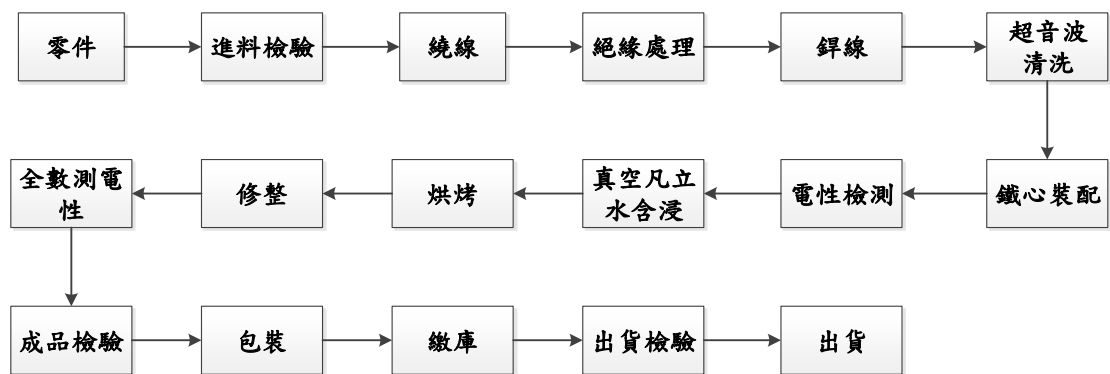 零件
進料檢驗
繞線
絕緣處理
銲線
超音波
清洗
鐵心裝配
電性檢測
真空凡立
水含浸
烘烤
修整
全數測電
性
成品檢驗
包裝
繳庫
出貨檢驗
出貨